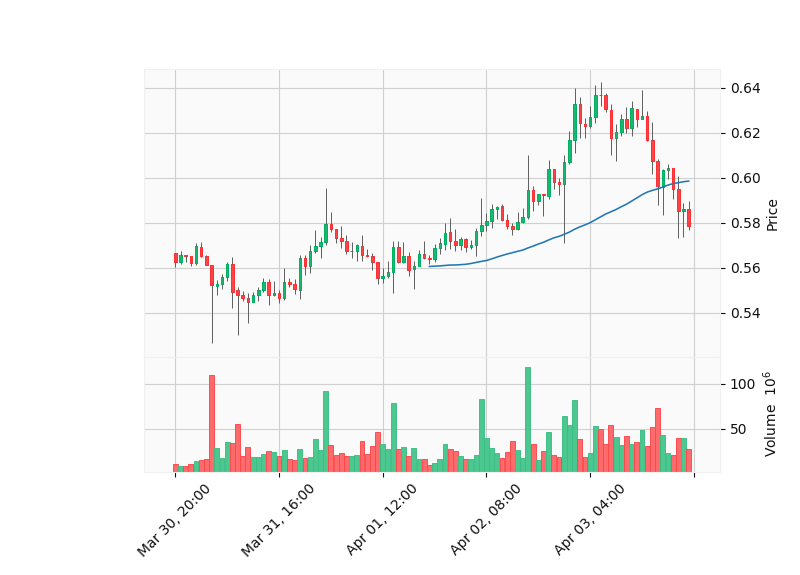 0.64
0.62
0.60
0.58
0.56
0.54
Price
100
50
Volume 10^6
Mar 30, 20:00
Mar 31, 16:00
Apr 01, 12:00
Apr 02, 08:00
Apr 03, 04:00